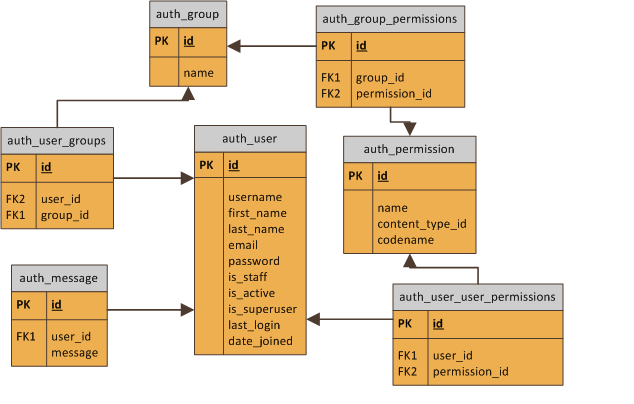 auth_group
PK id
name
auth_group_permissions
PK id
FK1 group_id
FK2 permission_id
auth_user_groups
PK id
FK2 user_id
FK1 group_id
auth_user
PK id
username
first_name
last_name
email
password
is_staff
is_active
is_superuser
last_login
date_joined
auth_permission
PK id
name
content_type_id
codename
auth_message
PK id
FK1 user_id
message
auth_user_user_permissions
PK id
FK1 user_id
FK2 permission_id